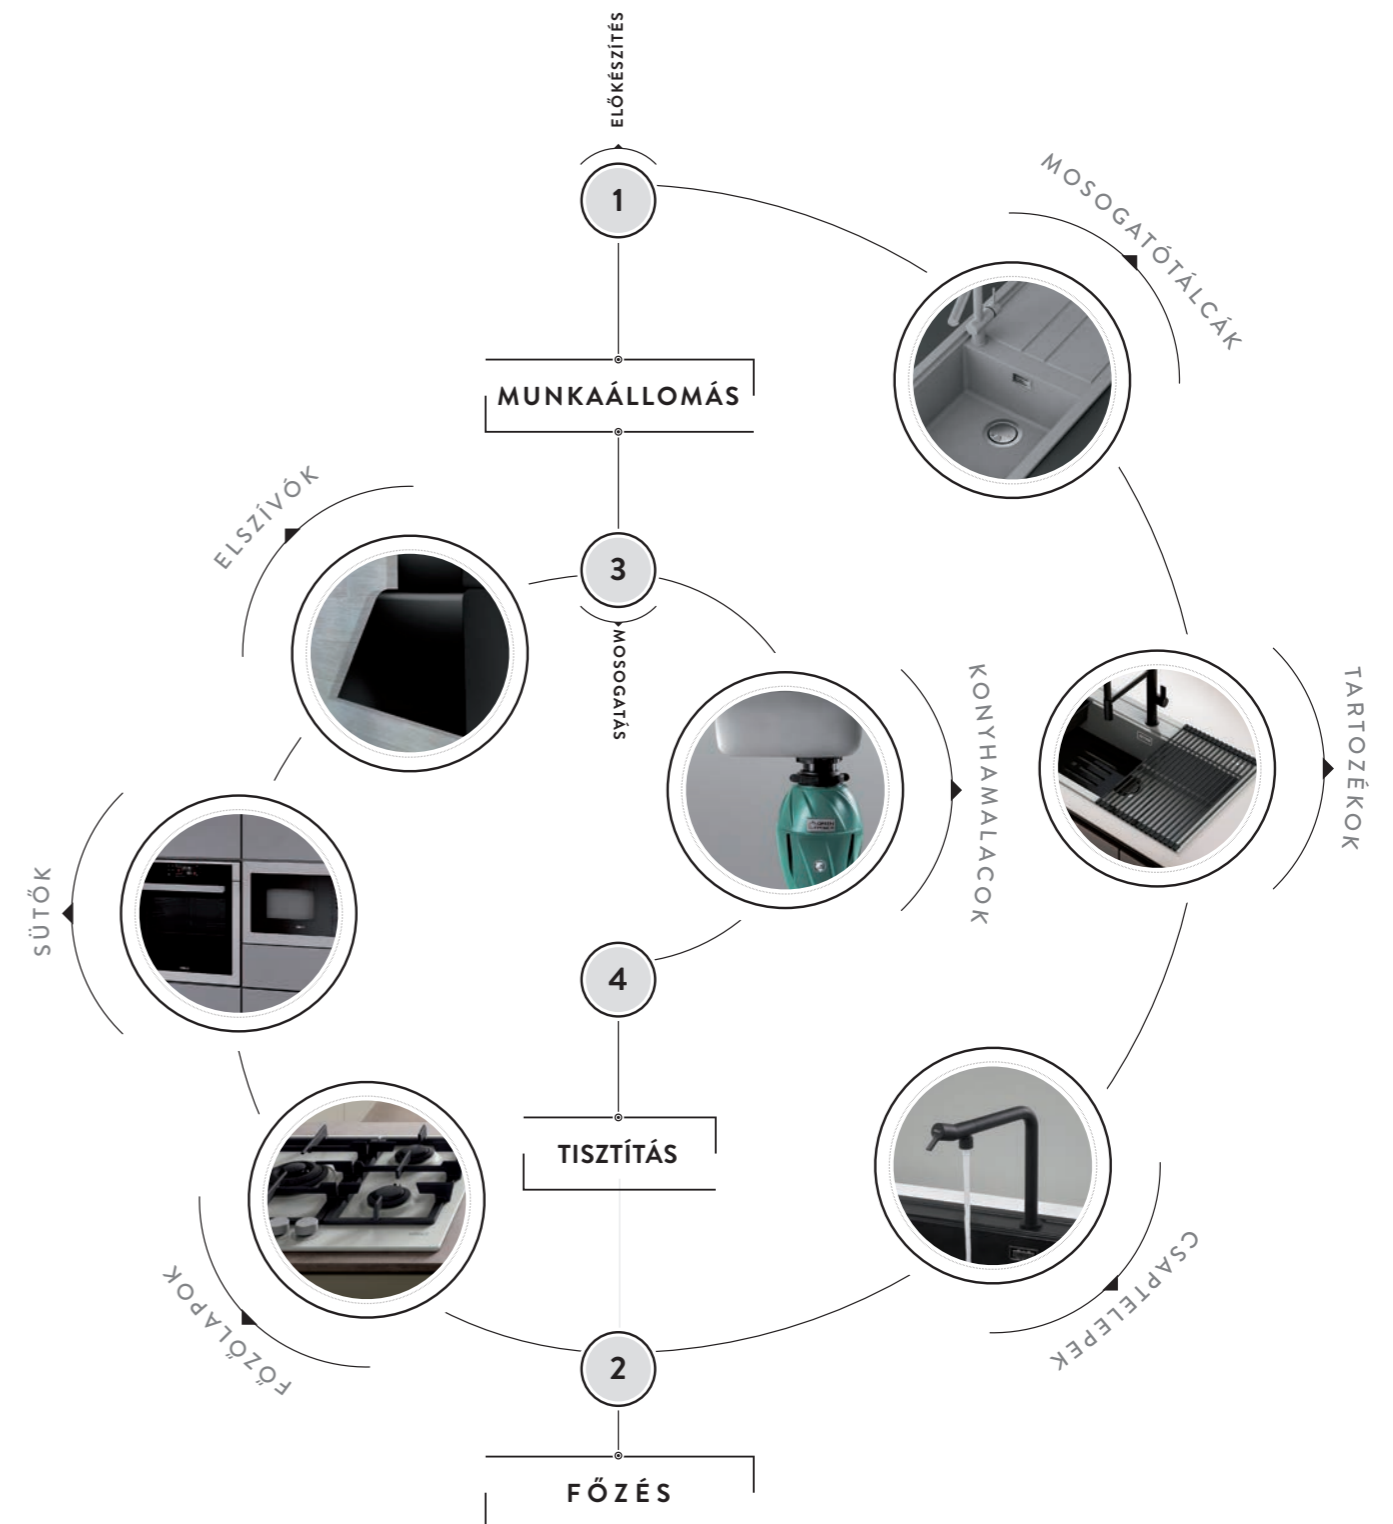 ELŐKÉSZÍTÉS
1
MOSOGATÓTÁLCÁK
MUNKAÁLLOMÁS
ELSZÍVÓK
3
MOSOGATÁS
KONYHAMALACOK
TARTOZÉKOK
SÜTŐK
4
TISZTÍTÁS
CSAPTELEPEK
FŐZŐLAPOK
2
FŐZÉS